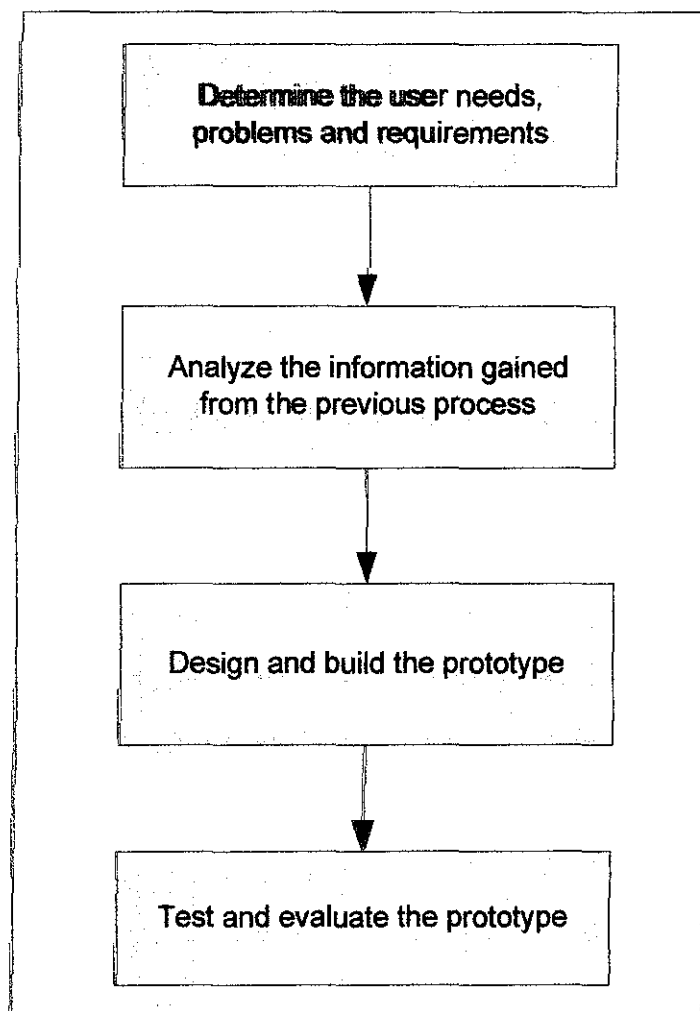 Determine the user needs,
problems and requirements
Analyze the information gained
from the previous process
Design and build the prototype
Test and evaluate the prototype